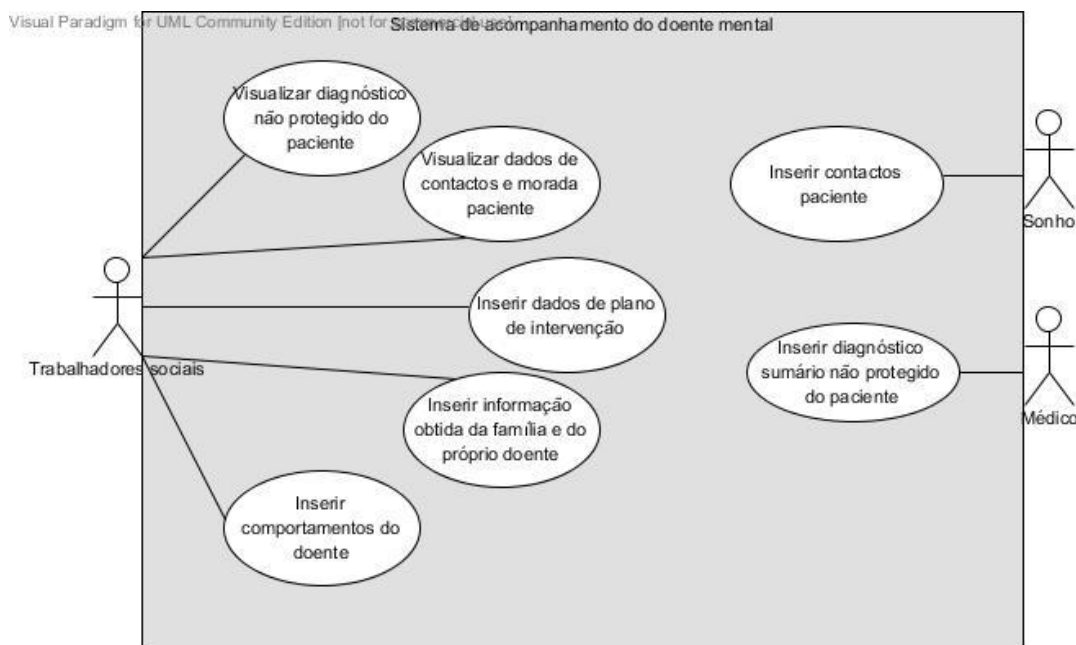 Visual Paradigm for UML Community Edition [not for commercial use]
Sistema de acompanhamento do doente mental
Visualizar diagnóstico
não protegido do
paciente
Visualizar dados de
contactos e morada
paciente
Inserir contactos
paciente
Sonho
Inserir dados de plano
de intervenção
Trabalhadores sociais
Inserir diagnóstico
sumário não protegido
do paciente
Médico
Inserir informação
obtida da família e do
próprio doente
Inserir
comportamentos do
doente